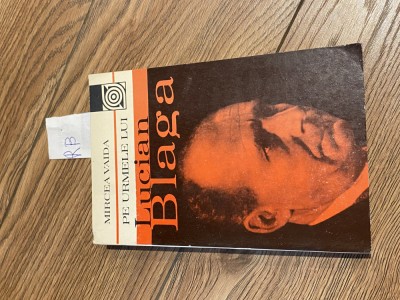 MIRCEA VAIDA
PE URMELE LUI
Lucian
Blaga
RB